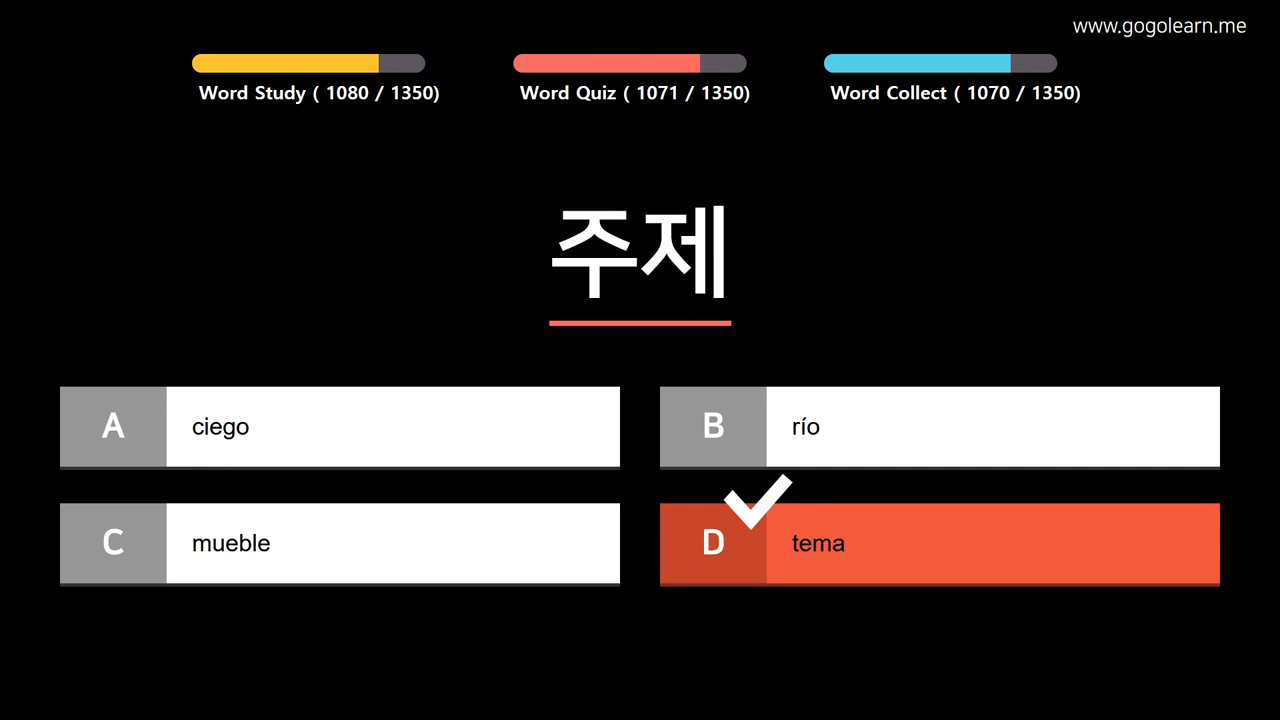 www.gogolearn.me
Word Study ( 1080 / 1350)
Word Quiz ( 1071 / 1350)
Word Collect ( 1070 / 1350)
주제
A ciego
B río
C mueble
D tema